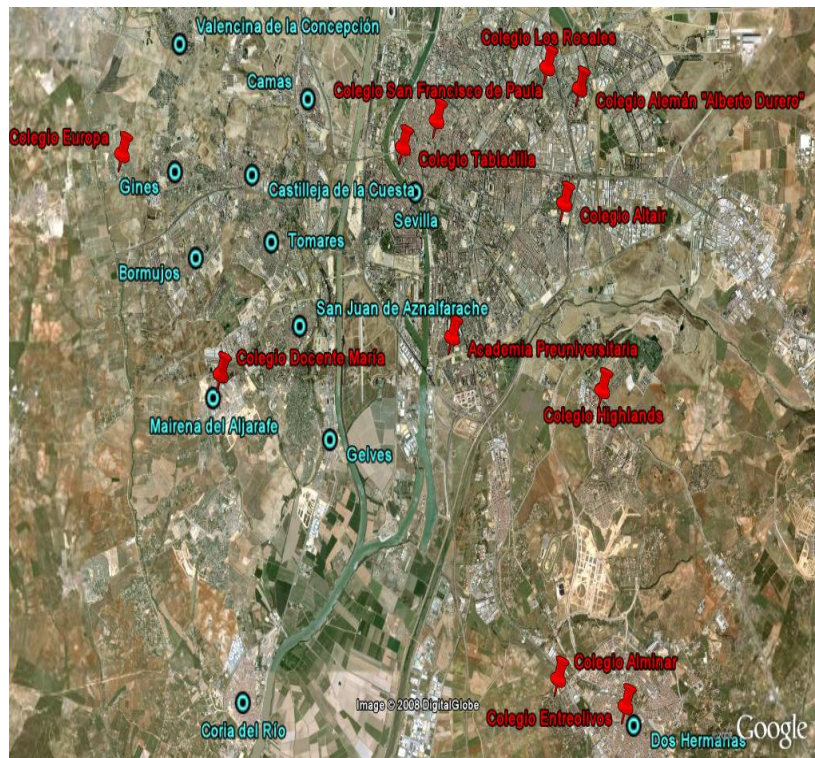 Valencina de la Concepción
Colegio Los Rosales
Camas
Colegio San Francisco de Paula
Colegio Alemán "Alberto Durero"
Colegio Europa
Colegio Tabladilla
Gines
Castilleja de la Cuesta
Colegio Altair
Sevilla
Tomares
Bormujos
San Juan de Aznalfarache
Academia Preuniversitaria
Colegio Docente María
Colegio Highlands
Mairena del Aljarafe
Gelves
Colegio Alminar
Image © 2008 DigitalGlobe
Colegio Entreolivos
Coria del Río
Dos Hermanas
Google